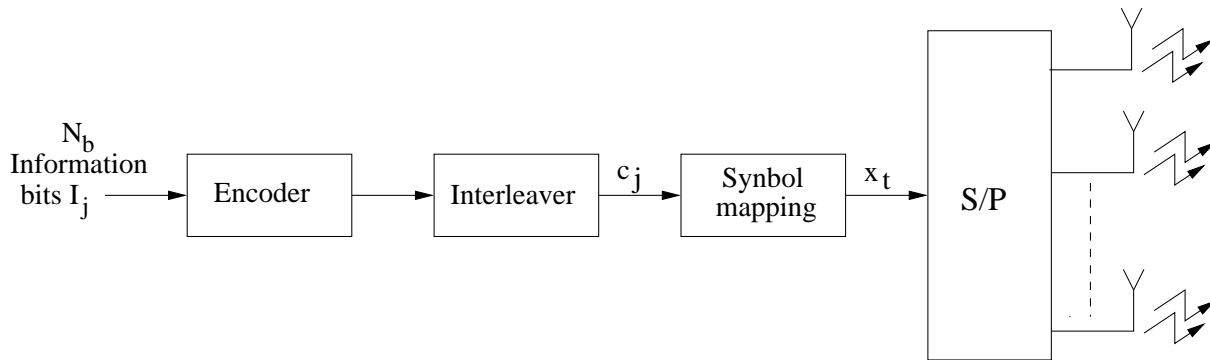 N_b
Information
bits I_j
Encoder
Interleaver
c_j
Synbol
mapping
x_t
S/P